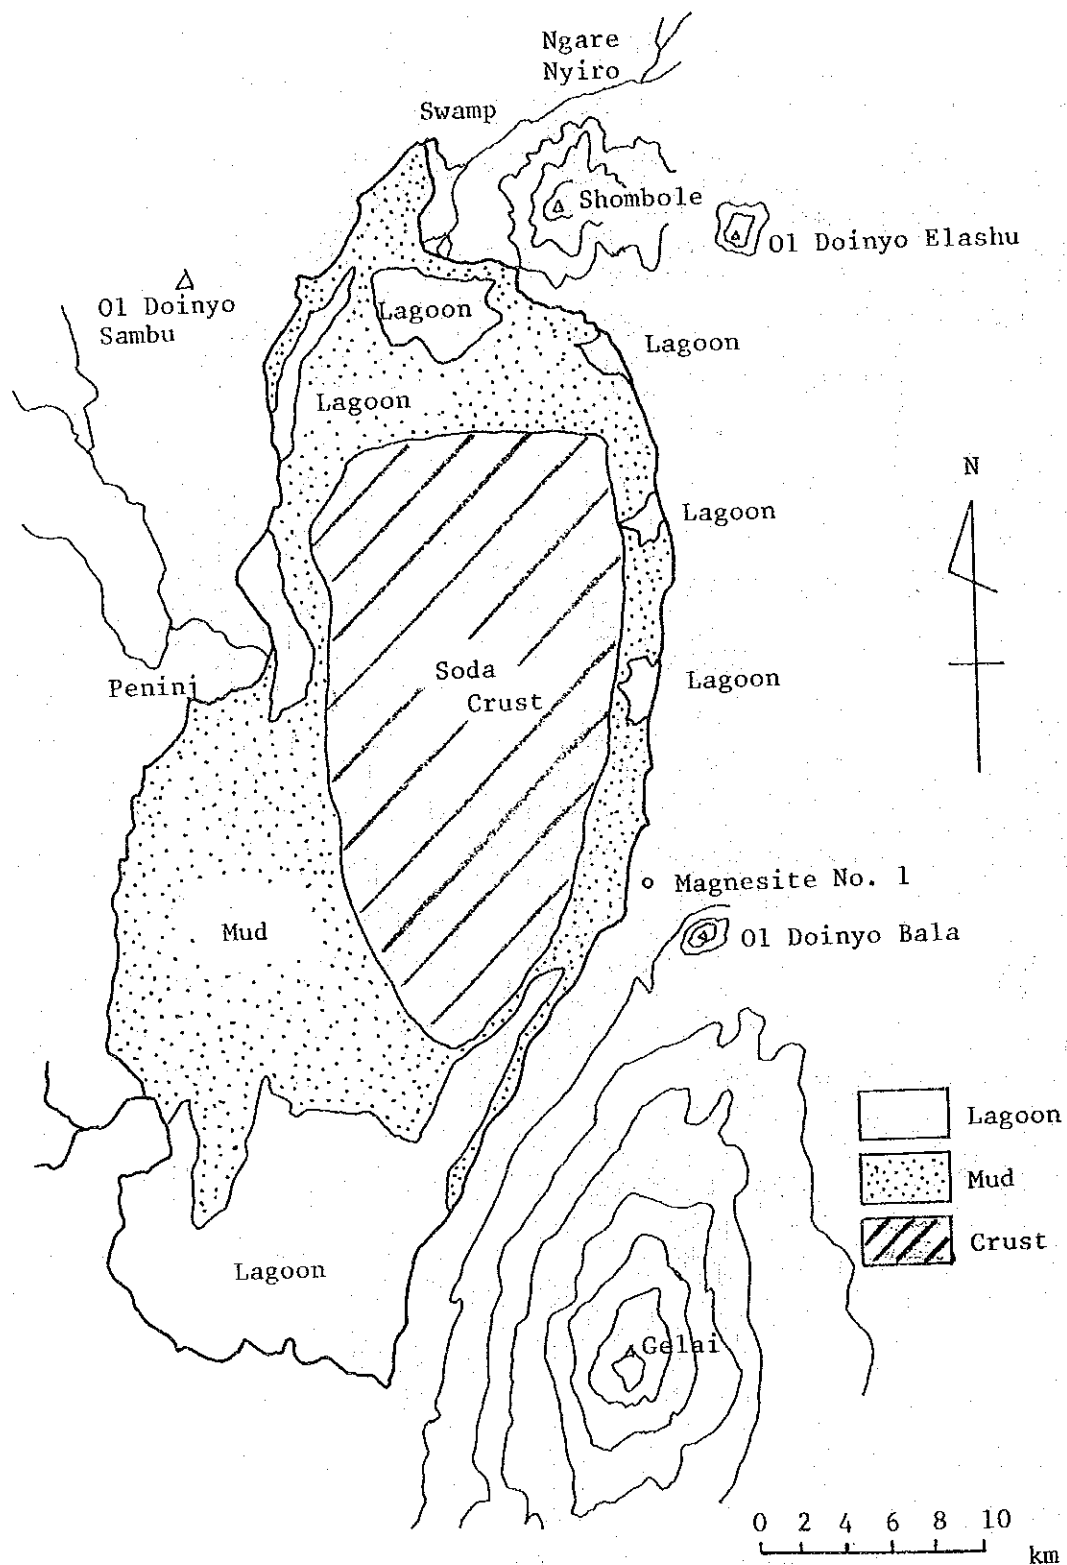 Ngare
Nyiro
Swamp
Shombole
Ol Doinyo Elashu
Ol Doinyo
Sambu
Lagoon
Lagoon
Lagoon
N
Lagoon
Soda
Crust
Peninj
Lagoon
Magnesite No. 1
Mud
Ol Doinyo Bala
Lagoon
Mud
Crust
Lagoon
Gelai
0 2 4 6 8 10
km